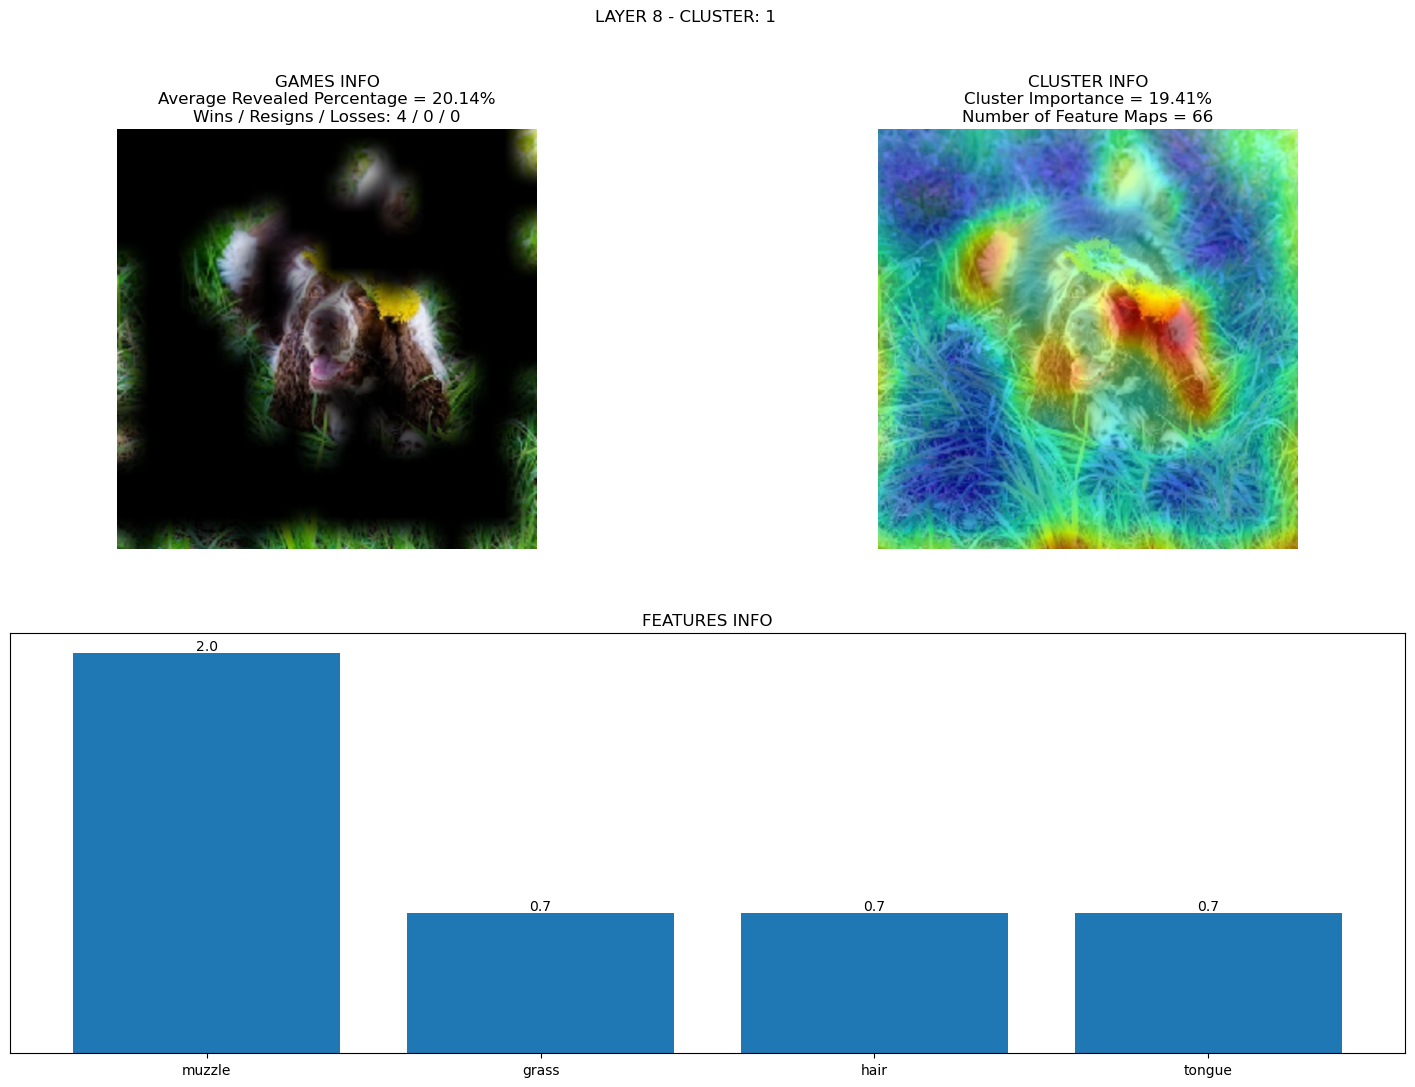 LAYER 8 - CLUSTER: 1
GAMES INFO
Average Revealed Percentage = 20.14%
Wins / Resigns / Losses: 4 / 0 / 0
CLUSTER INFO
Cluster Importance = 19.41%
Number of Feature Maps = 66
FEATURES INFO
2.0
0.7
0.7
0.7
muzzle
grass
hair
tongue